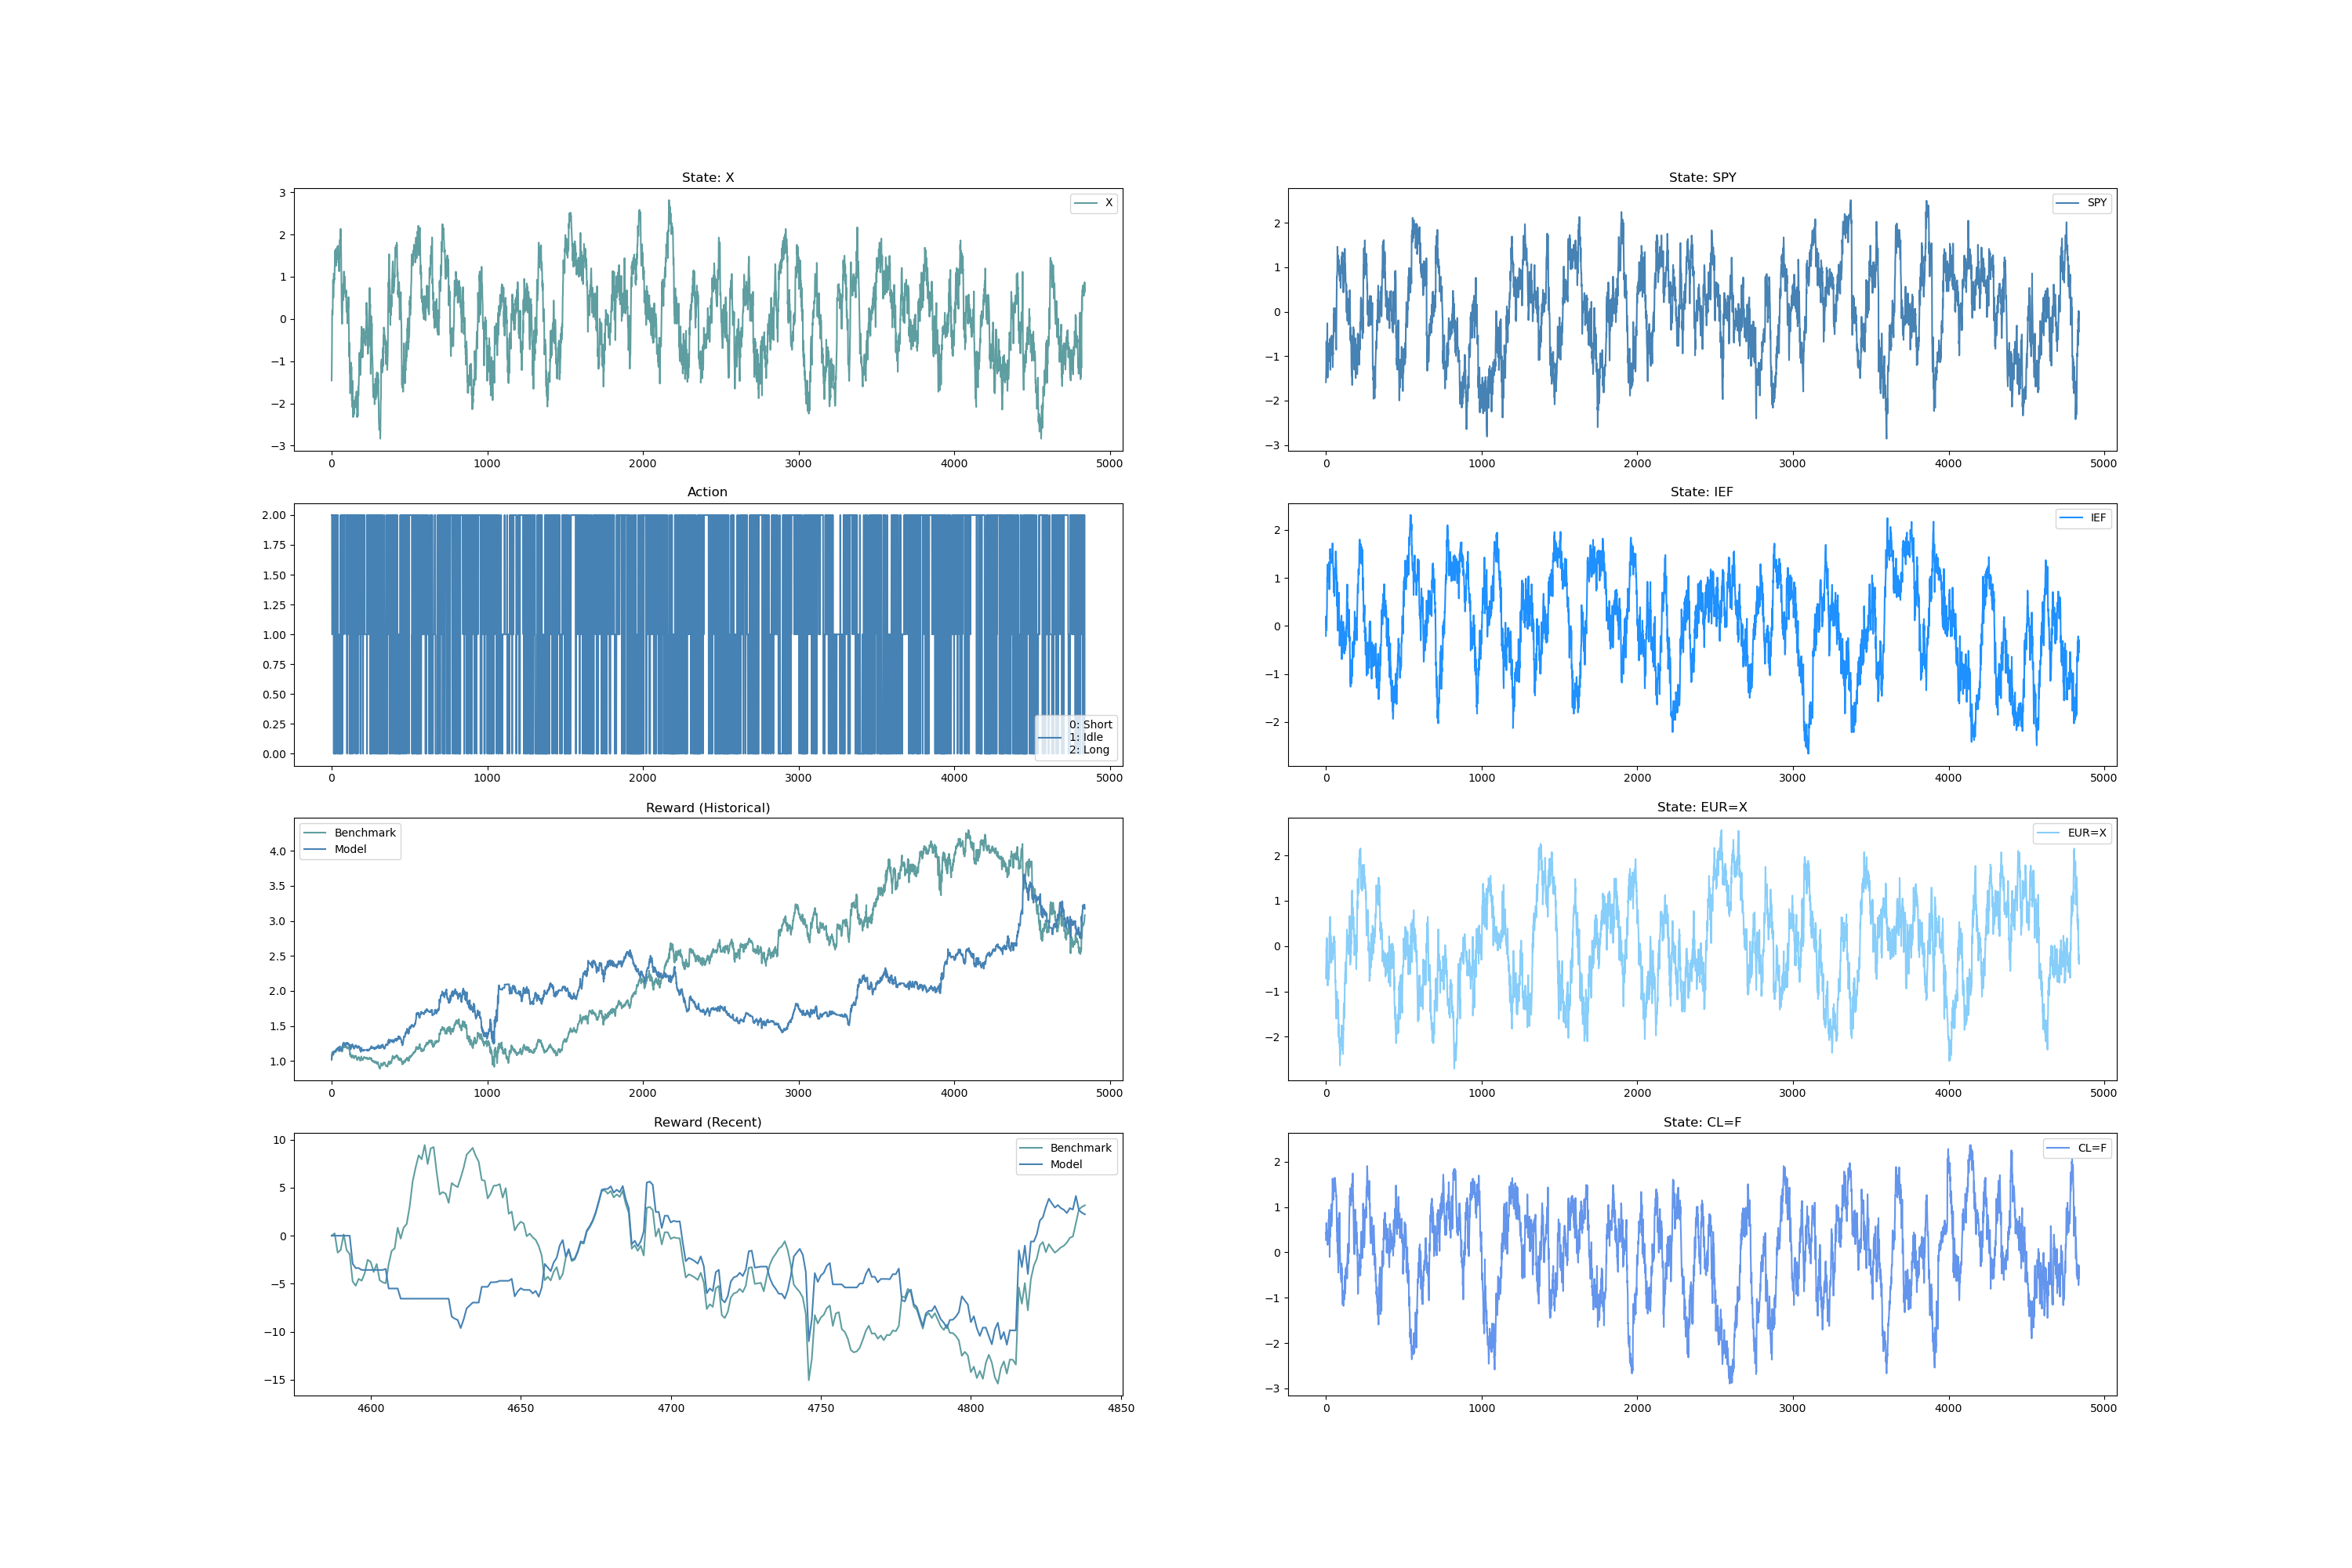 State: X
3
2
1
0
−1
−2
−3
0 1000 2000 3000 4000 5000
X
State: SPY
2
1
0
−1
−2
−3
0 1000 2000 3000 4000 5000
SPY
Action
2.00
1.75
1.50
1.25
1.00
0.75
0.50
0.25
0.00
0: Short
1: Idle
2: Long
0 1000 2000 3000 4000 5000
State: IEF
2
1
0
−1
−2
0 1000 2000 3000 4000 5000
IEF
Reward (Historical)
Benchmark
Model
4.0
3.5
3.0
2.5
2.0
1.5
1.0
0 1000 2000 3000 4000 5000
State: EUR=X
2
1
0
−1
−2
0 1000 2000 3000 4000 5000
EUR=X
Reward (Recent)
Benchmark
Model
10
5
0
−5
−10
−15
4600 4650 4700 4750 4800 4850
State: CL=F
2
1
0
−1
−2
−3
0 1000 2000 3000 4000 5000
CL=F